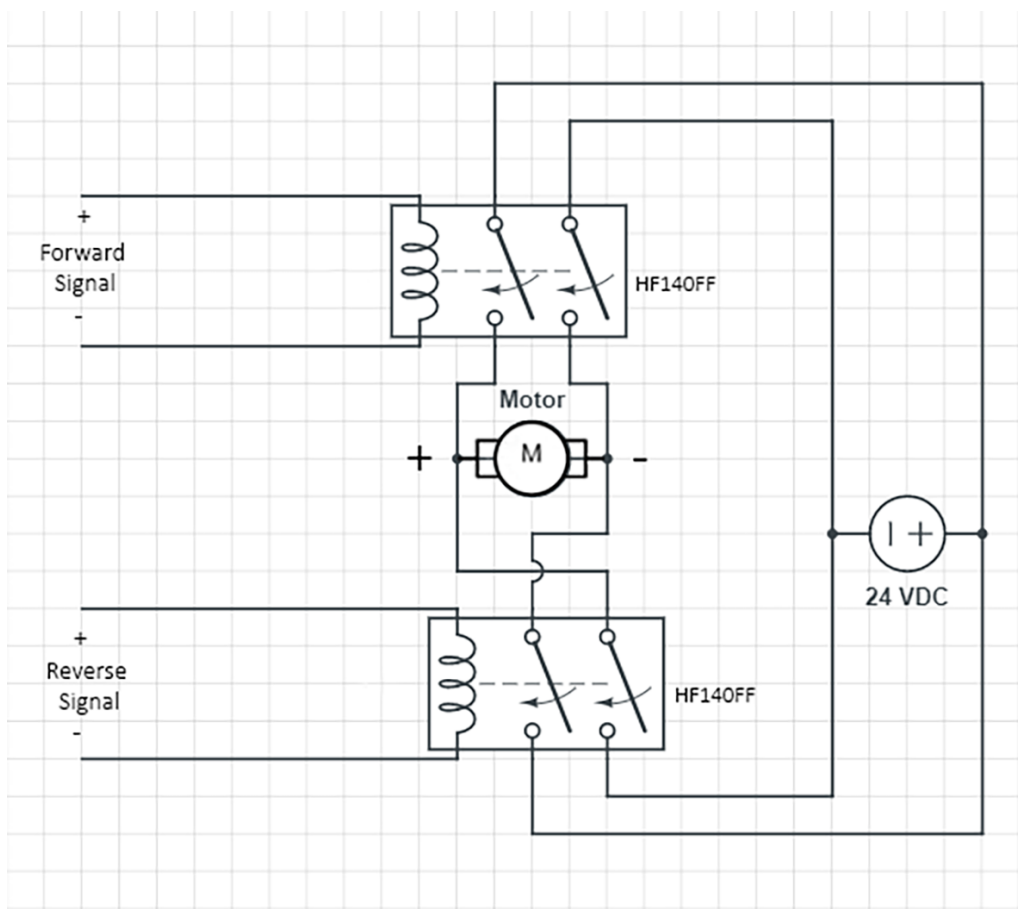 +
Forward
Signal
-
HF140FF
Motor
+ M -
24 VDC
+
Reverse
Signal
-
HF140FF